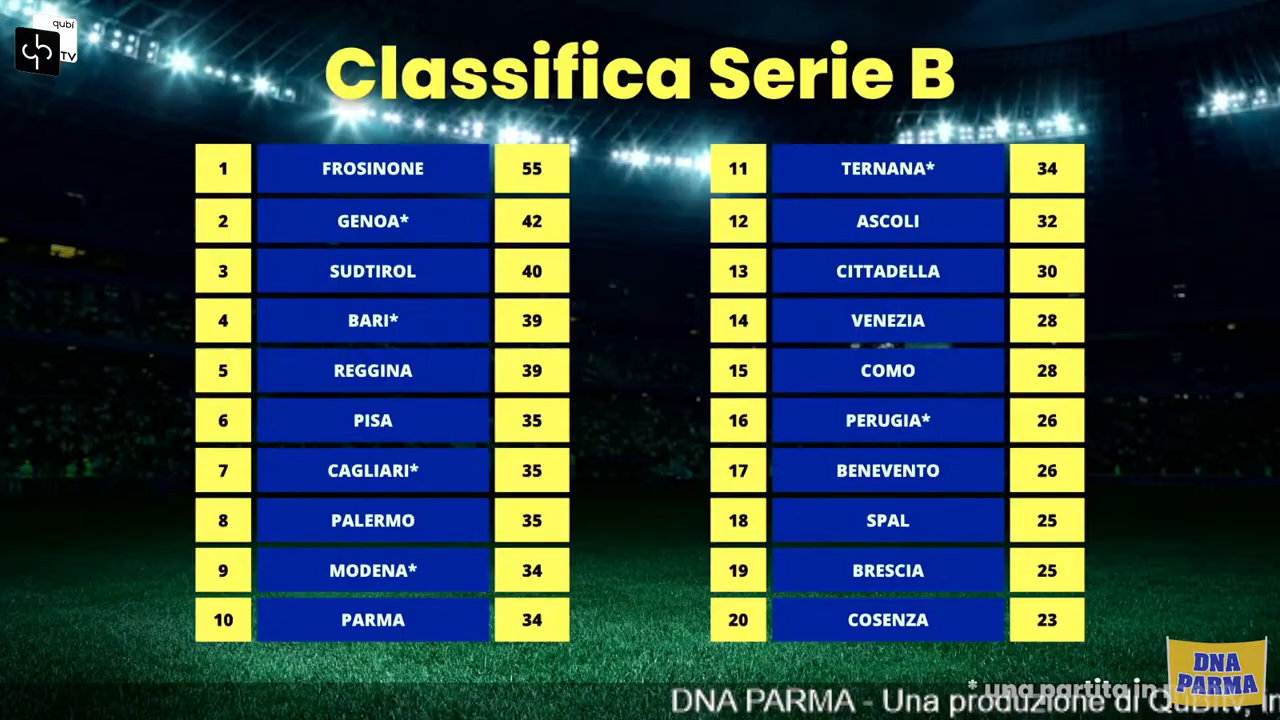 qubi
TV
Classifica Serie B
1 FROSINONE 55
2 GENOA* 42
3 SUDTIROL 40
4 BARI* 39
5 REGGINA 39
6 PISA 35
7 CAGLIARI* 35
8 PALERMO 35
9 MODENA* 34
10 PARMA 34
11 TERNANA* 34
12 ASCOLI 32
13 CITTADELLA 30
14 VENEZIA 28
15 COMO 28
16 PERUGIA* 26
17 BENEVENTO 26
18 SPAL 25
19 BRESCIA 25
20 COSENZA 23
* una partita in
DNA PARMA - Una produzione di QuBìtv, in
DNA
PARMA